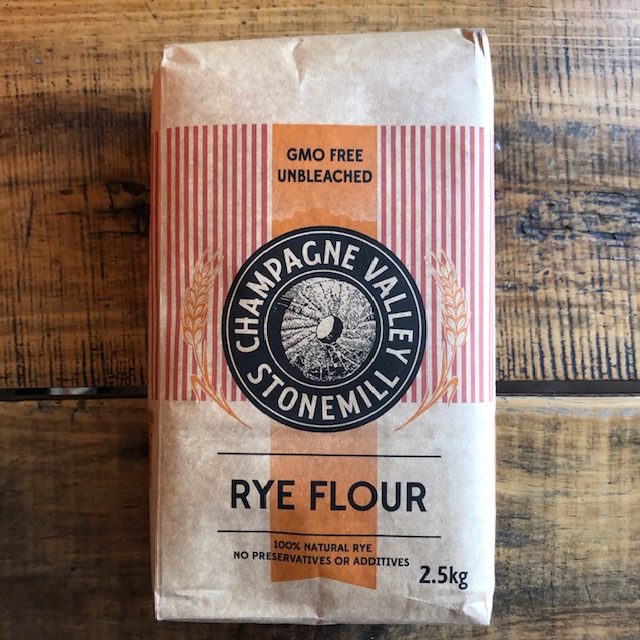 GMO FREE
UNBLEACHED
CHAMPAGNE VALLEY
STONEMILL
RYE FLOUR
100% NATURAL RYE
NO PRESERVATIVES OR ADDITIVES
2.5kg